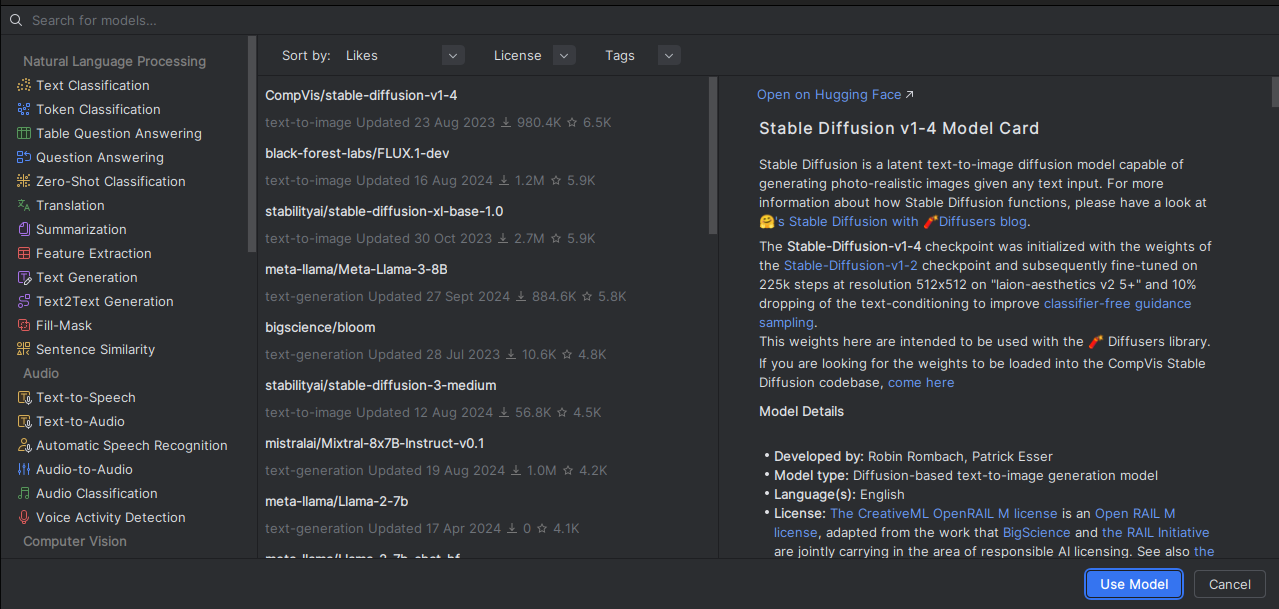 Search for models...
Natural Language Processing
Text Classification
Token Classification
Table Question Answering
Question Answering
Zero-Shot Classification
Translation
Summarization
Feature Extraction
Text Generation
Text2Text Generation
Fill-Mask
Sentence Similarity
Audio
Text-to-Speech
Text-to-Audio
Automatic Speech Recognition
Audio-to-Audio
Audio Classification
Voice Activity Detection
Computer Vision
Sort by: Likes License Tags
CompVis/stable-diffusion-v1-4
text-to-image Updated 23 Aug 2023 980.4K 6.5K
black-forest-labs/FLUX.1-dev
text-to-image Updated 16 Aug 2024 1.2M 5.9K
stabilityai/stable-diffusion-xl-base-1.0
text-to-image Updated 30 Oct 2023 2.7M 5.9K
meta-llama/Meta-Llama-3-8B
text-generation Updated 27 Sept 2024 884.6K 5.8K
bigscience/bloom
text-generation Updated 28 Jul 2023 10.6K 4.8K
stabilityai/stable-diffusion-3-medium
text-to-image Updated 12 Aug 2024 56.8K 4.5K
mistralai/Mixtral-8x7B-Instruct-v0.1
text-generation Updated 19 Aug 2024 1.0M 4.2K
meta-llama/Llama-2-7b
text-generation Updated 17 Apr 2024 0 4.1K
meta-llama/Llama-2-7b-chat-hf
Open on Hugging Face ↗
Stable Diffusion v1-4 Model Card
Stable Diffusion is a latent text-to-image diffusion model capable of
generating photo-realistic images given any text input. For more
information about how Stable Diffusion functions, please have a look at
🤗's Stable Diffusion with 🧨Diffusers blog.
The Stable-Diffusion-v1-4 checkpoint was initialized with the weights of
the Stable-Diffusion-v1-2 checkpoint and subsequently fine-tuned on
225k steps at resolution 512x512 on "laion-aesthetics v2 5+" and 10%
dropping of the text-conditioning to improve classifier-free guidance
sampling.
This weights here are intended to be used with the 🧨 Diffusers library.
If you are looking for the weights to be loaded into the CompVis Stable
Diffusion codebase, come here
Model Details
• Developed by: Robin Rombach, Patrick Esser
• Model type: Diffusion-based text-to-image generation model
• Language(s): English
• License: The CreativeML OpenRAIL M license is an Open RAIL M
license, adapted from the work that BigScience and the RAIL Initiative
are jointly carrying in the area of responsible AI licensing. See also the
Use Model
Cancel